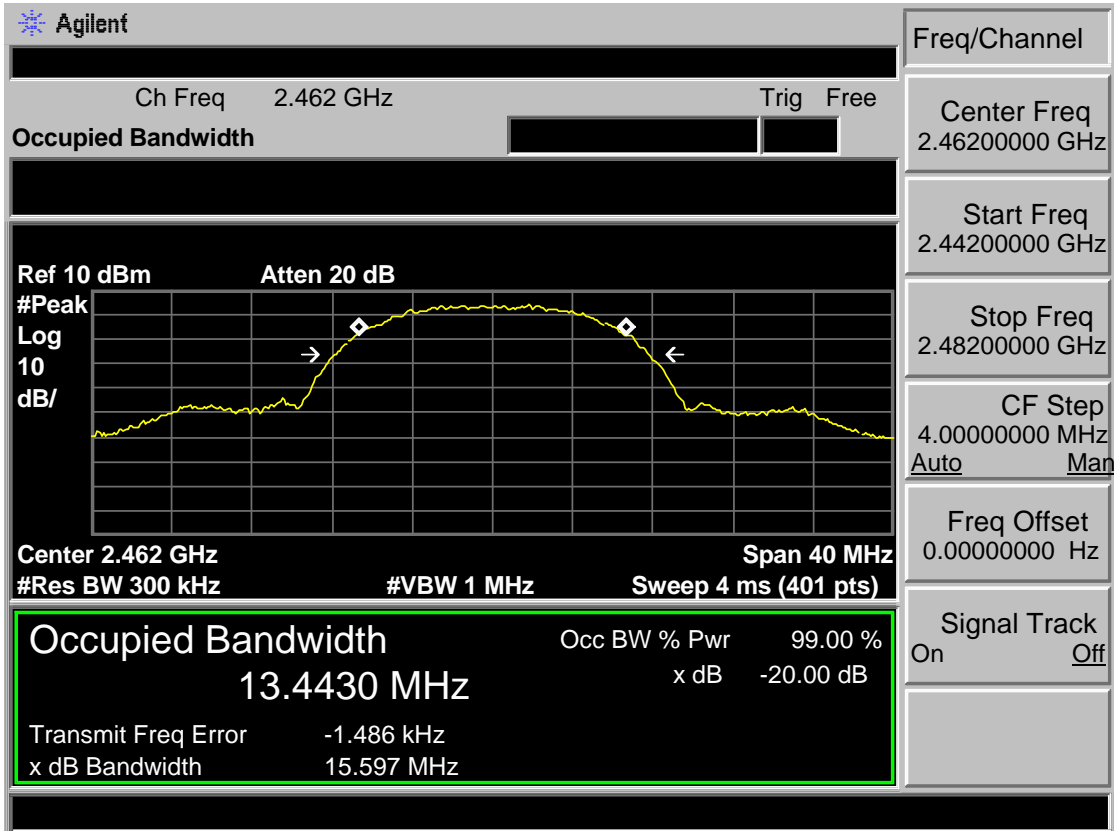 Agilent
Freq/Channel
Ch Freq 2.462 GHz Trig Free
Occupied Bandwidth
Center Freq
2.46200000 GHz
Start Freq
2.44200000 GHz
Stop Freq
2.48200000 GHz
CF Step
4.00000000 MHz
Auto Man
Freq Offset
0.00000000 Hz
Signal Track
On Off
Ref 10 dBm Atten 20 dB
#Peak
Log
10
dB/
Center 2.462 GHz Span 40 MHz
#Res BW 300 kHz #VBW 1 MHz Sweep 4 ms (401 pts)
Occupied Bandwidth Occ BW % Pwr 99.00 %
13.4430 MHz x dB -20.00 dB
Transmit Freq Error -1.486 kHz
x dB Bandwidth 15.597 MHz